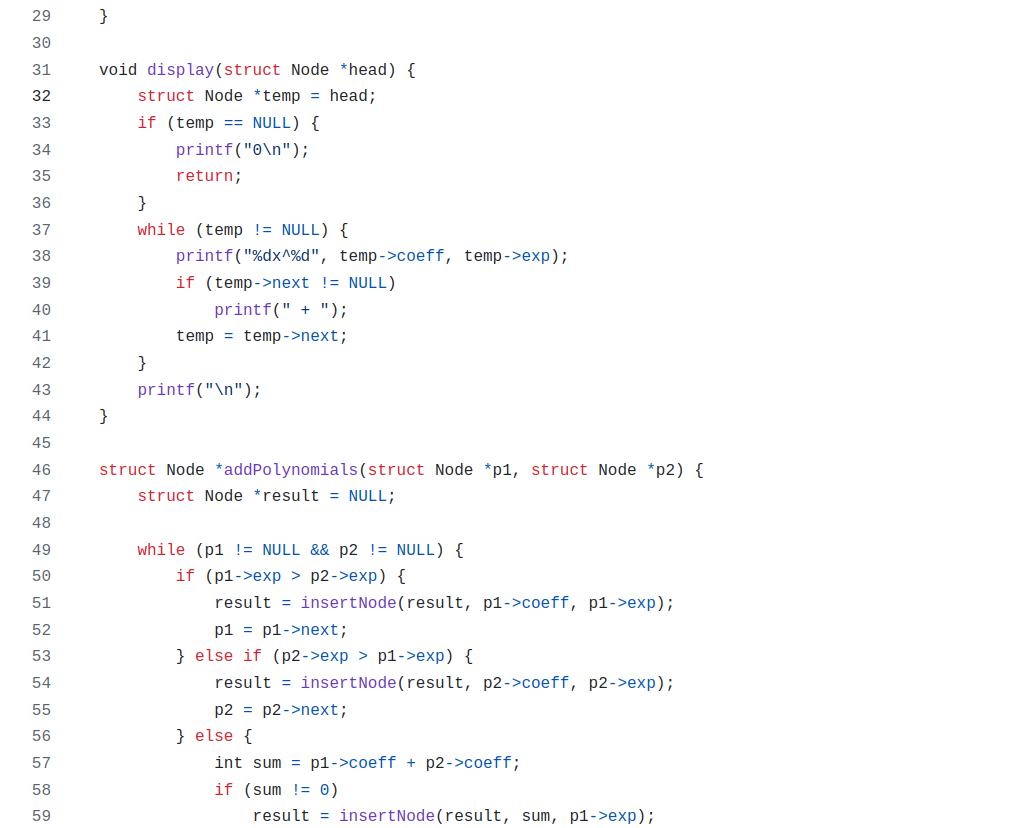 29 }
30
31 void display(struct Node *head) {
32     struct Node *temp = head;
33     if (temp == NULL) {
34         printf("0\n");
35         return;
36     }
37     while (temp != NULL) {
38         printf("%dx^%d", temp->coeff, temp->exp);
39         if (temp->next != NULL)
40             printf(" + ");
41         temp = temp->next;
42     }
43     printf("\n");
44 }
45
46 struct Node *addPolynomials(struct Node *p1, struct Node *p2) {
47     struct Node *result = NULL;
48
49     while (p1 != NULL && p2 != NULL) {
50         if (p1->exp > p2->exp) {
51             result = insertNode(result, p1->coeff, p1->exp);
52             p1 = p1->next;
53         } else if (p2->exp > p1->exp) {
54             result = insertNode(result, p2->coeff, p2->exp);
55             p2 = p2->next;
56         } else {
57             int sum = p1->coeff + p2->coeff;
58             if (sum != 0)
59                 result = insertNode(result, sum, p1->exp);